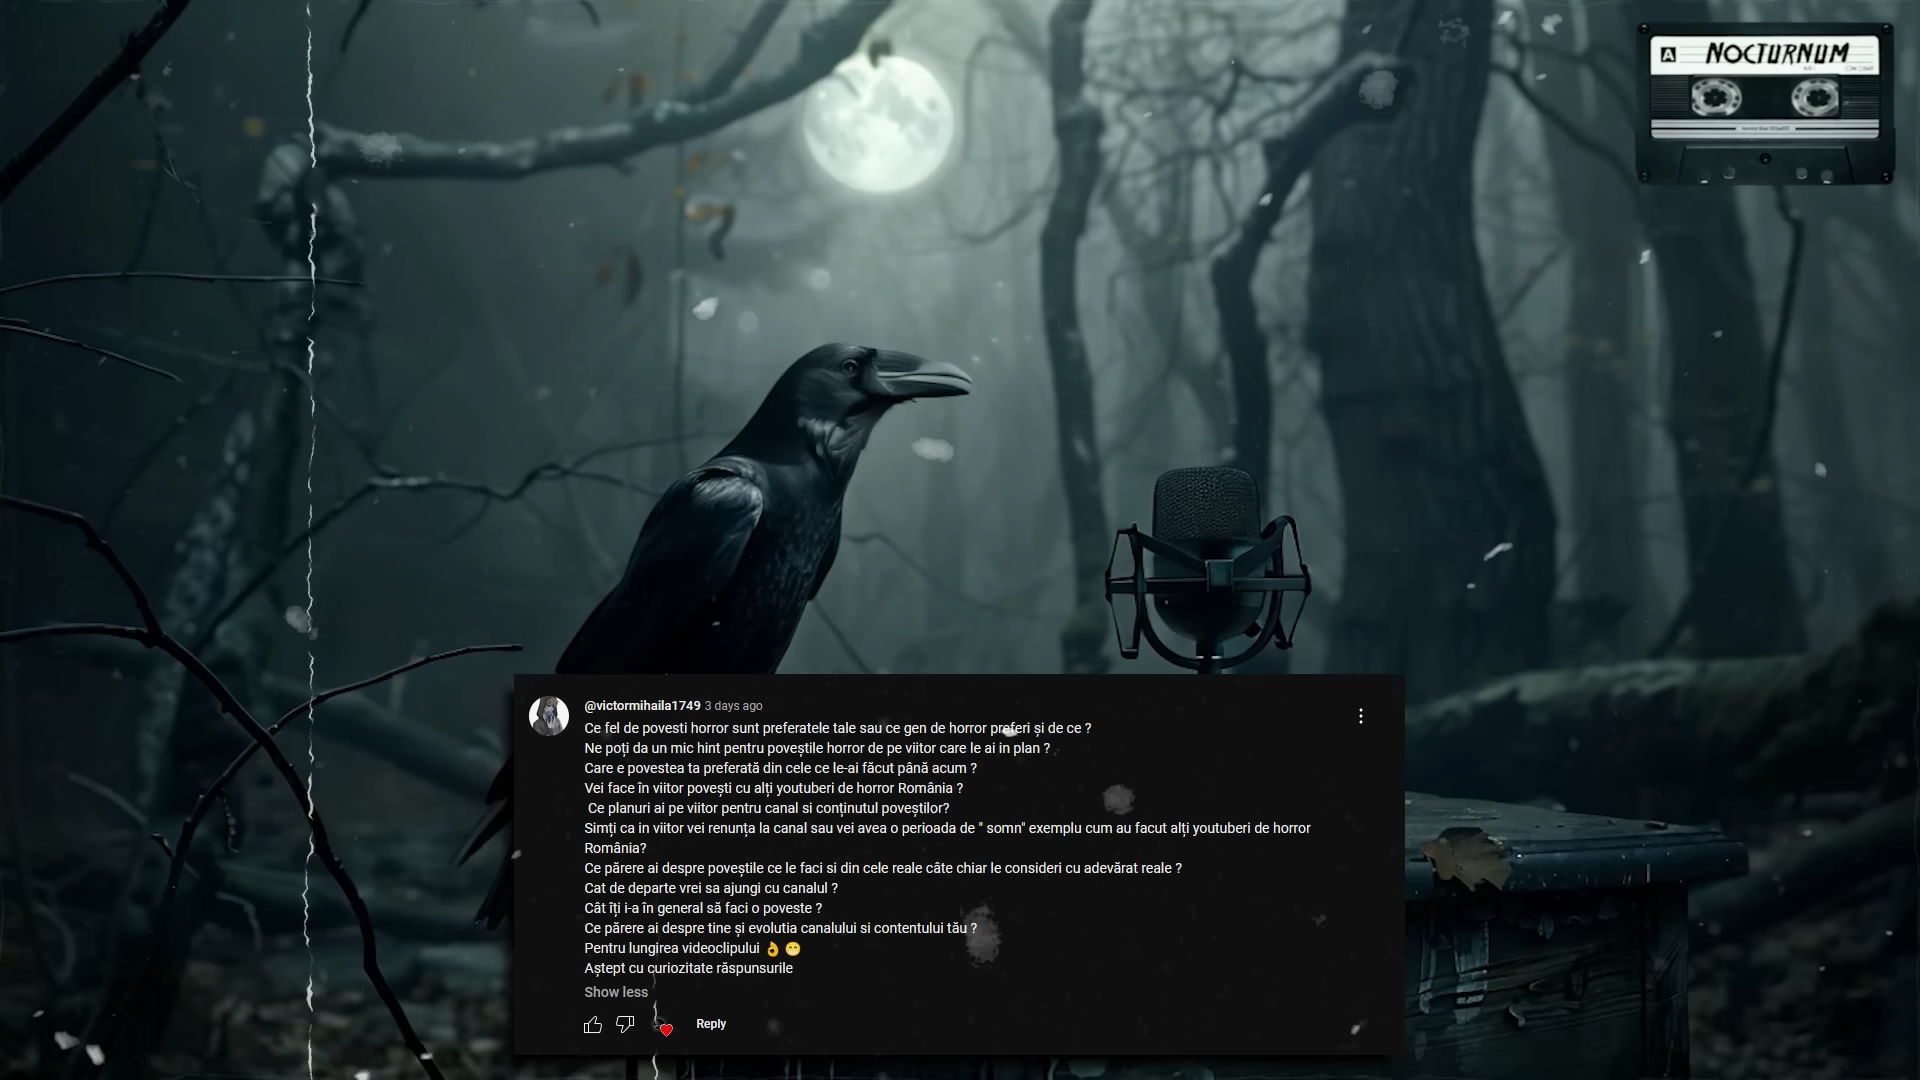 A NOCTURNUM
@victormihaila1749 3 days ago
Ce fel de povesti horror sunt preferatele tale sau ce gen de horror preferi și de ce ?
Ne poți da un mic hint pentru poveștile horror de pe viitor care le ai in plan ?
Care e povestea ta preferată din cele ce le-ai făcut până acum ?
Vei face în viitor povești cu alți youtuberi de horror România ?
Ce planuri ai pe viitor pentru canal si conținutul poveștilor?
Simți ca in viitor vei renunța la canal sau vei avea o perioada de " somn" exemplu cum au facut alți youtuberi de horror
România?
Ce părere ai despre poveștile ce le faci si din cele reale câte chiar le consideri cu adevărat reale ?
Cat de departe vrei sa ajungi cu canalul ?
Cât îți i-a în general să faci o poveste ?
Ce părere ai despre tine și evolutia canalului si contentului tău ?
Pentru lungirea videoclipului 👌 😁
Aștept cu curiozitate răspunsurile
Show less
Reply